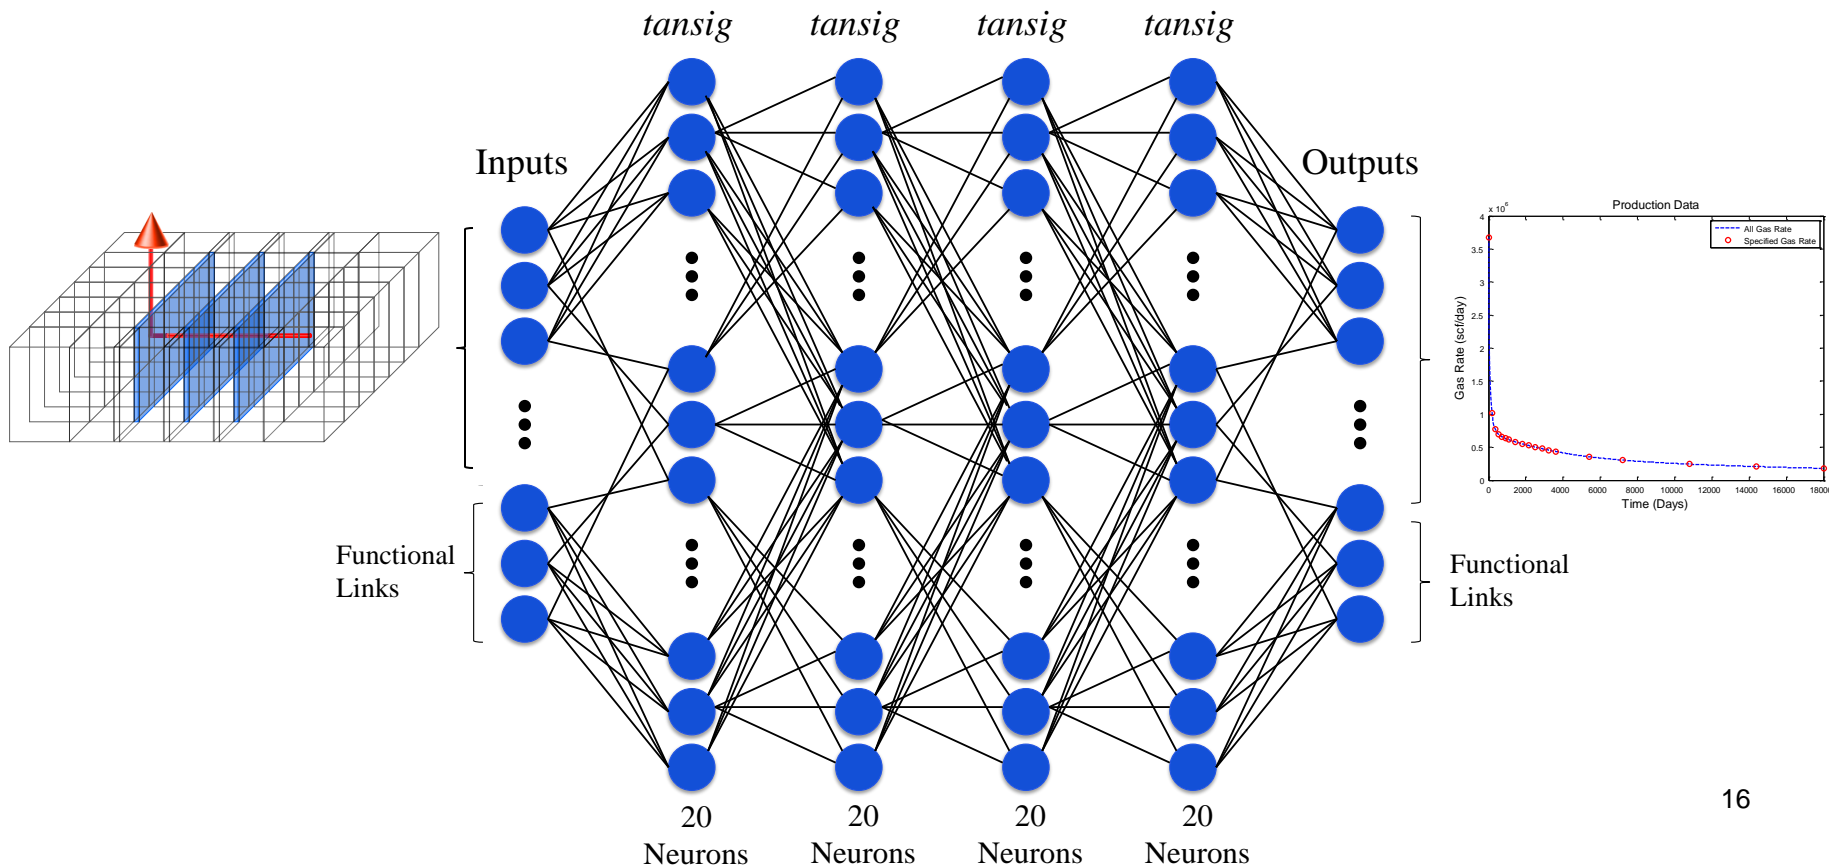 tansig
tansig
tansig
tansig
Inputs
Outputs
Functional
Links
Production Data
x 10^6
All Gas Rate
Specified Gas Rate
Gas Rate (scf/day)
4
3.5
3
2.5
2
1.5
1
0.5
0
0 2000 4000 6000 8000 10000 12000 14000 16000 18000
Time (Days)
Functional
Links
20
Neurons
20
Neurons
20
Neurons
20
Neurons
16